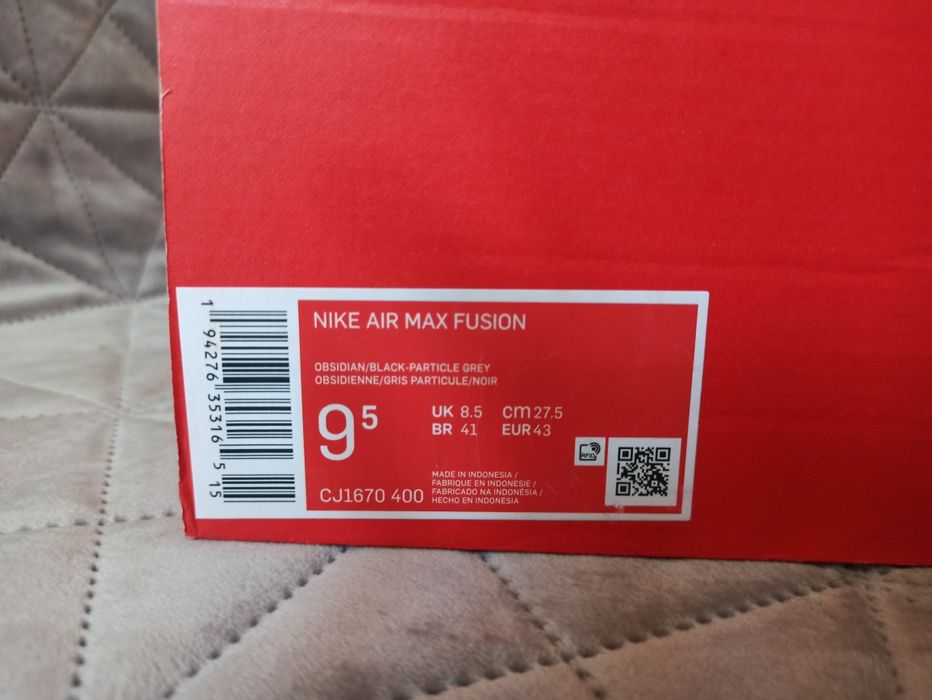 1 94276 35316 5 15
NIKE AIR MAX FUSION
OBSIDIAN/BLACK-PARTICLE GREY
OBSIDIENNE/GRIS PARTICULE/NOIR
9 5
UK 8.5 cm 27.5
BR 41 EUR 43
RFID
CJ1670 400
MADE IN INDONESIA /
FABRIQUE EN INDONESIE /
FABRICADO NA INDONÉSIA /
HECHO EN INDONESIA